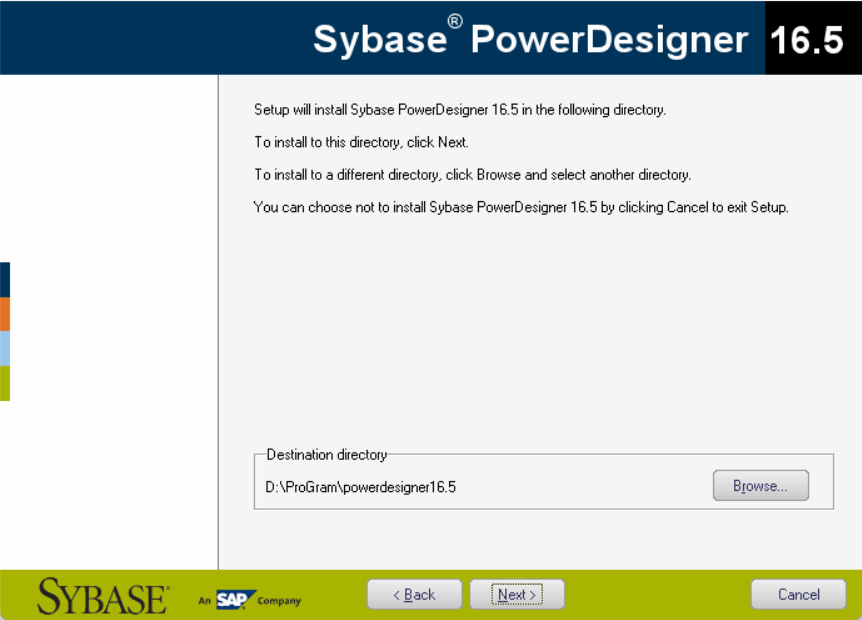 Sybase® PowerDesigner 16.5
Setup will install Sybase PowerDesigner 16.5 in the following directory.
To install to this directory, click Next.
To install to a different directory, click Browse and select another directory.
You can choose not to install Sybase PowerDesigner 16.5 by clicking Cancel to exit Setup.
Destination directory
D:\ProGram\powerdesigner16.5
Browse...
SYBASE® An SAP Company
< Back
Next >
Cancel